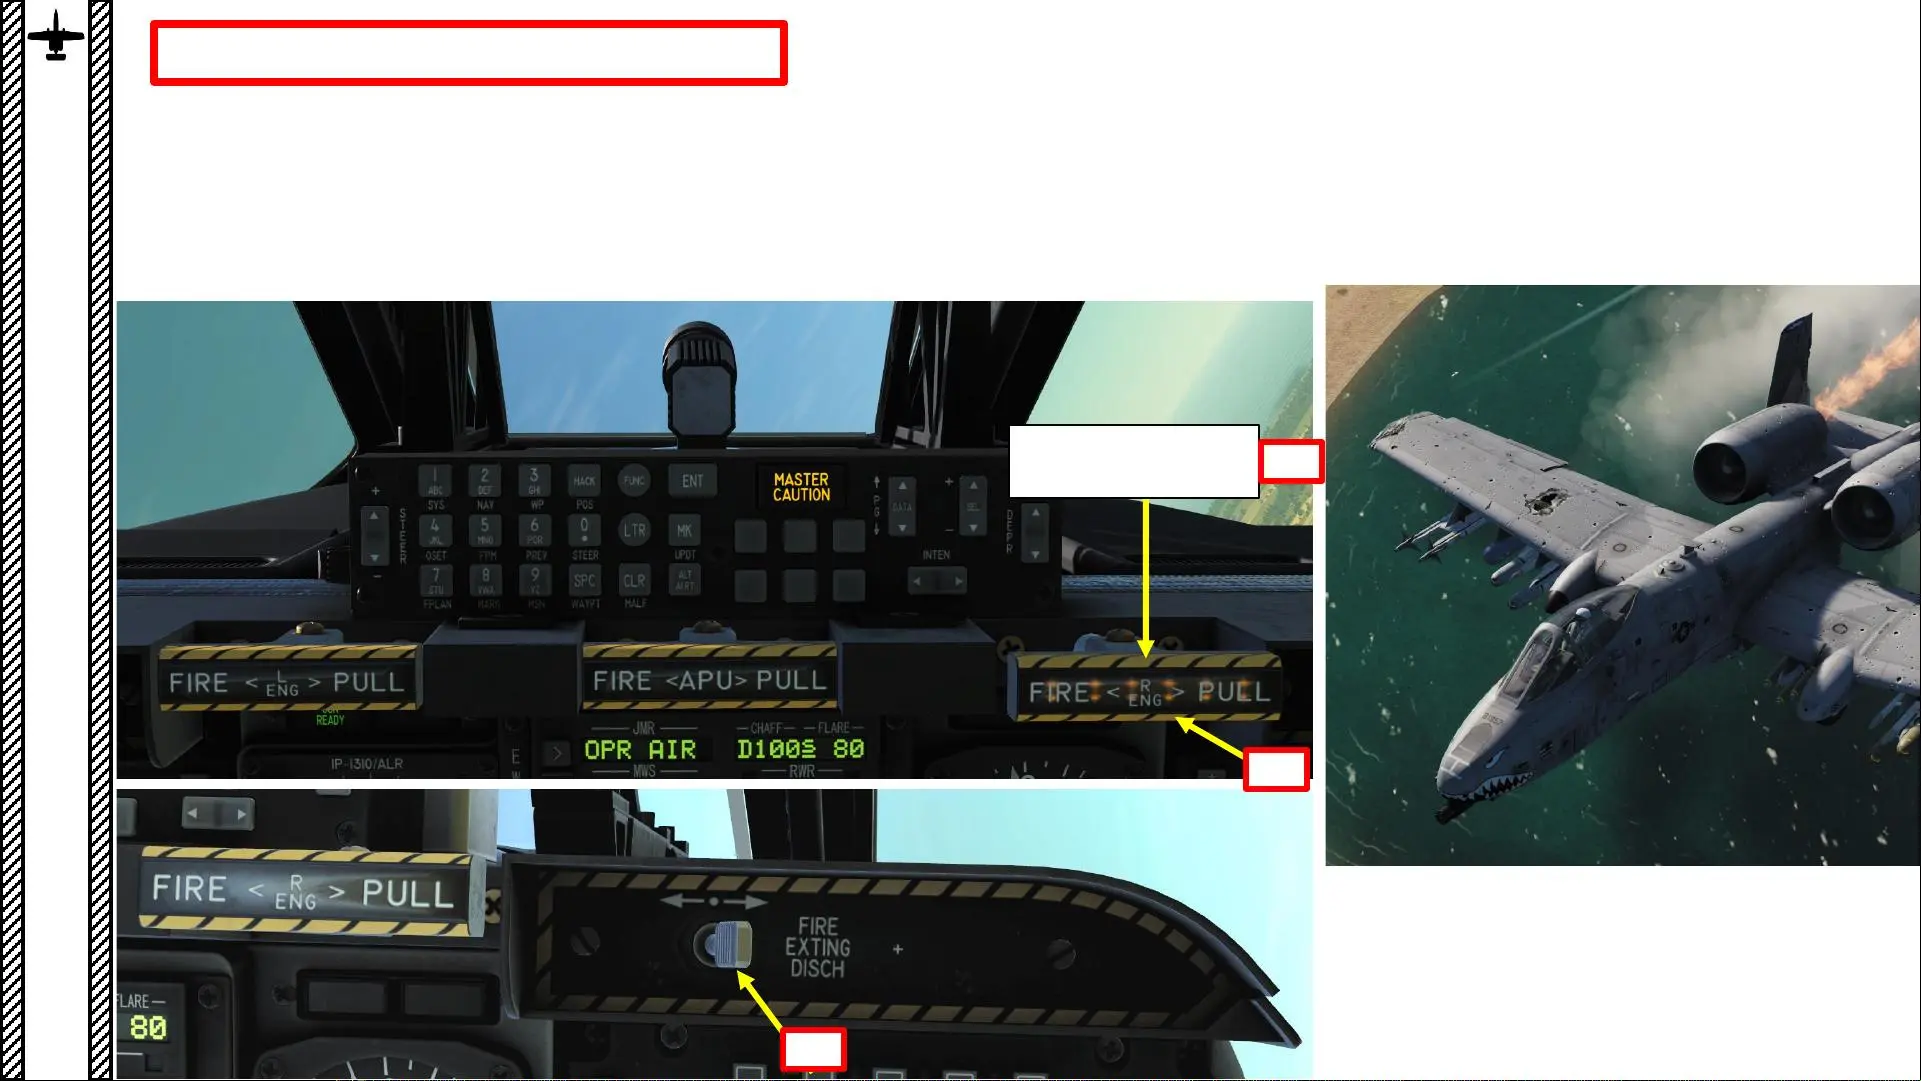 1 2 3 HACK FUNC ENT
ABC DEF GHI
SYS NAV WP POS
4 5 6 0 LTR MK
JKL MNO PQR
OSET FPM PREV STEER UPDT
7 8 9 SPC CLR ALT
STU VWX YZ ALRT
FPLAN MARK MSN WAYPT MALF
+
STEER
−
MASTER
CAUTION
PG
DATA
+
SEL
−
DEPR
INTEN
FIRE < L ENG > PULL
FIRE <APU> PULL
FIRE < R ENG > PULL
READY
IP-1310/ALR
E
JMR
CHAFF FLARE
> OPR AIR D100S 80
MWS RWR
FIRE < R ENG > PULL
FIRE
EXTING
DISCH
+
FLARE
80